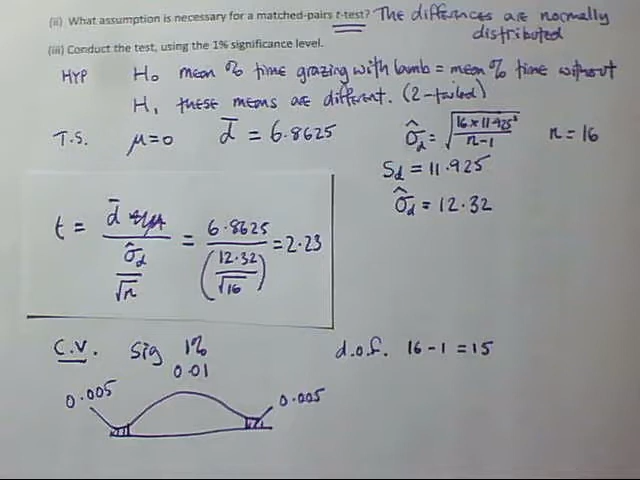 (ii) What assumption is necessary for a matched-pairs t-test? The differences are normally
distributed
(iii) Conduct the test, using the 1% significance level.
HYP H₀ mean % time grazing with lamb = mean % time without
H₁ these means are different. (2-tailed)
T.S. μ=0 d̄ = 6.8625 σ̂d = √(16×11.925²/(n-1)) n = 16
Sd = 11.925
σ̂d = 12.32
t = d̄ / (σ̂d/√n) = 6.8625 / (12.32/√16) = 2.23
C.V. Sig 1% d.o.f. 16-1 = 15
0.01
0.005 0.005